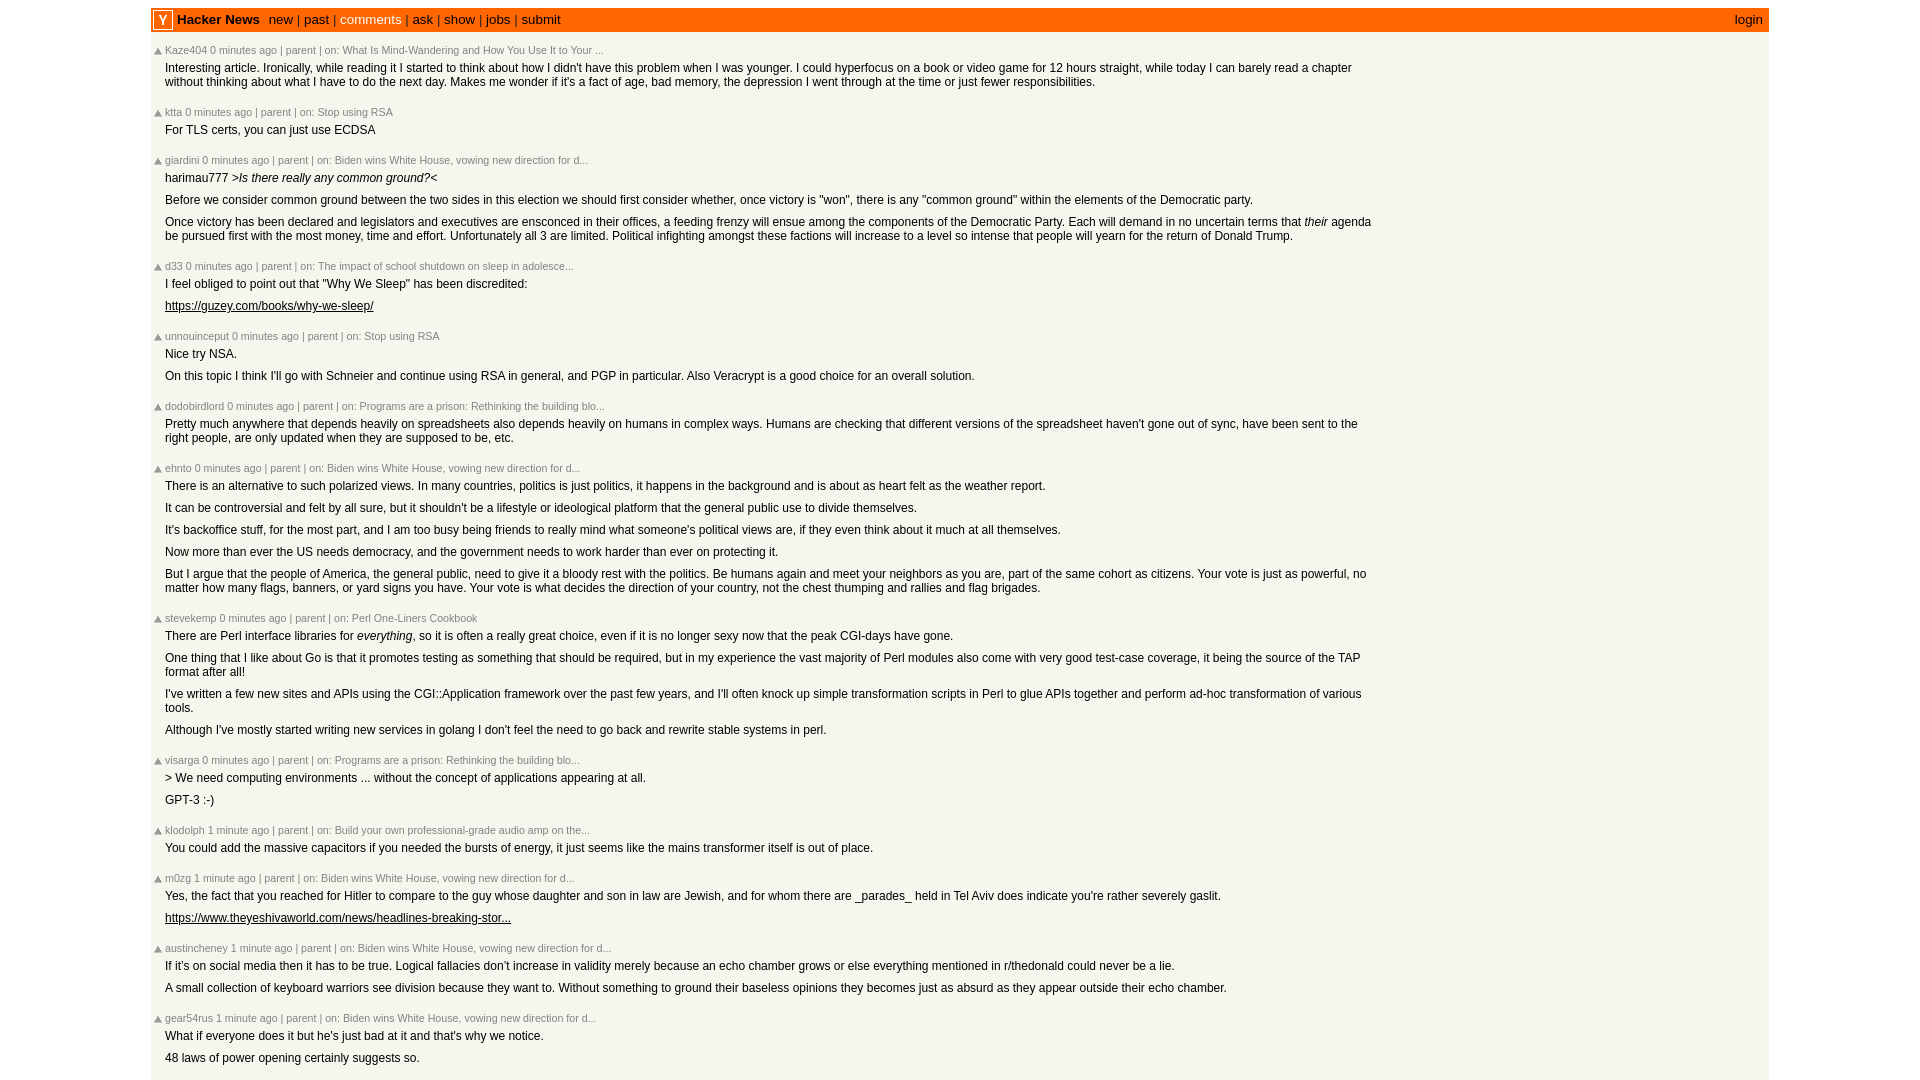 Y Hacker News new | past | comments | ask | show | jobs | submit login
Kaze404 0 minutes ago | parent | on: What Is Mind-Wandering and How You Use It to Your ...
Interesting article. Ironically, while reading it I started to think about how I didn't have this problem when I was younger. I could hyperfocus on a book or video game for 12 hours straight, while today I can barely read a chapter
without thinking about what I have to do the next day. Makes me wonder if it's a fact of age, bad memory, the depression I went through at the time or just fewer responsibilities.
ktta 0 minutes ago | parent | on: Stop using RSA
For TLS certs, you can just use ECDSA
giardini 0 minutes ago | parent | on: Biden wins White House, vowing new direction for d...
harimau777 >Is there really any common ground?<
Before we consider common ground between the two sides in this election we should first consider whether, once victory is "won", there is any "common ground" within the elements of the Democratic party.
Once victory has been declared and legislators and executives are ensconced in their offices, a feeding frenzy will ensue among the components of the Democratic Party. Each will demand in no uncertain terms that their agenda
be pursued first with the most money, time and effort. Unfortunately all 3 are limited. Political infighting amongst these factions will increase to a level so intense that people will yearn for the return of Donald Trump.
d33 0 minutes ago | parent | on: The impact of school shutdown on sleep in adolesce...
I feel obliged to point out that "Why We Sleep" has been discredited:
https://guzey.com/books/why-we-sleep/
unnouinceput 0 minutes ago | parent | on: Stop using RSA
Nice try NSA.
On this topic I think I'll go with Schneier and continue using RSA in general, and PGP in particular. Also Veracrypt is a good choice for an overall solution.
dodobirdlord 0 minutes ago | parent | on: Programs are a prison: Rethinking the building blo...
Pretty much anywhere that depends heavily on spreadsheets also depends heavily on humans in complex ways. Humans are checking that different versions of the spreadsheet haven't gone out of sync, have been sent to the
right people, are only updated when they are supposed to be, etc.
ehnto 0 minutes ago | parent | on: Biden wins White House, vowing new direction for d...
There is an alternative to such polarized views. In many countries, politics is just politics, it happens in the background and is about as heart felt as the weather report.
It can be controversial and felt by all sure, but it shouldn't be a lifestyle or ideological platform that the general public use to divide themselves.
It's backoffice stuff, for the most part, and I am too busy being friends to really mind what someone's political views are, if they even think about it much at all themselves.
Now more than ever the US needs democracy, and the government needs to work harder than ever on protecting it.
But I argue that the people of America, the general public, need to give it a bloody rest with the politics. Be humans again and meet your neighbors as you are, part of the same cohort as citizens. Your vote is just as powerful, no
matter how many flags, banners, or yard signs you have. Your vote is what decides the direction of your country, not the chest thumping and rallies and flag brigades.
stevekemp 0 minutes ago | parent | on: Perl One-Liners Cookbook
There are Perl interface libraries for everything, so it is often a really great choice, even if it is no longer sexy now that the peak CGI-days have gone.
One thing that I like about Go is that it promotes testing as something that should be required, but in my experience the vast majority of Perl modules also come with very good test-case coverage, it being the source of the TAP
format after all!
I've written a few new sites and APIs using the CGI::Application framework over the past few years, and I'll often knock up simple transformation scripts in Perl to glue APIs together and perform ad-hoc transformation of various
tools.
Although I've mostly started writing new services in golang I don't feel the need to go back and rewrite stable systems in perl.
visarga 0 minutes ago | parent | on: Programs are a prison: Rethinking the building blo...
> We need computing environments ... without the concept of applications appearing at all.
GPT-3 :-)
klodolph 1 minute ago | parent | on: Build your own professional-grade audio amp on the...
You could add the massive capacitors if you needed the bursts of energy, it just seems like the mains transformer itself is out of place.
m0zg 1 minute ago | parent | on: Biden wins White House, vowing new direction for d...
Yes, the fact that you reached for Hitler to compare to the guy whose daughter and son in law are Jewish, and for whom there are _parades_ held in Tel Aviv does indicate you're rather severely gaslit.
https://www.theyeshivaworld.com/news/headlines-breaking-stor...
austincheney 1 minute ago | parent | on: Biden wins White House, vowing new direction for d...
If it’s on social media then it has to be true. Logical fallacies don’t increase in validity merely because an echo chamber grows or else everything mentioned in r/thedonald could never be a lie.
A small collection of keyboard warriors see division because they want to. Without something to ground their baseless opinions they becomes just as absurd as they appear outside their echo chamber.
gear54rus 1 minute ago | parent | on: Biden wins White House, vowing new direction for d...
What if everyone does it but he's just bad at it and that's why we notice.
48 laws of power opening certainly suggests so.